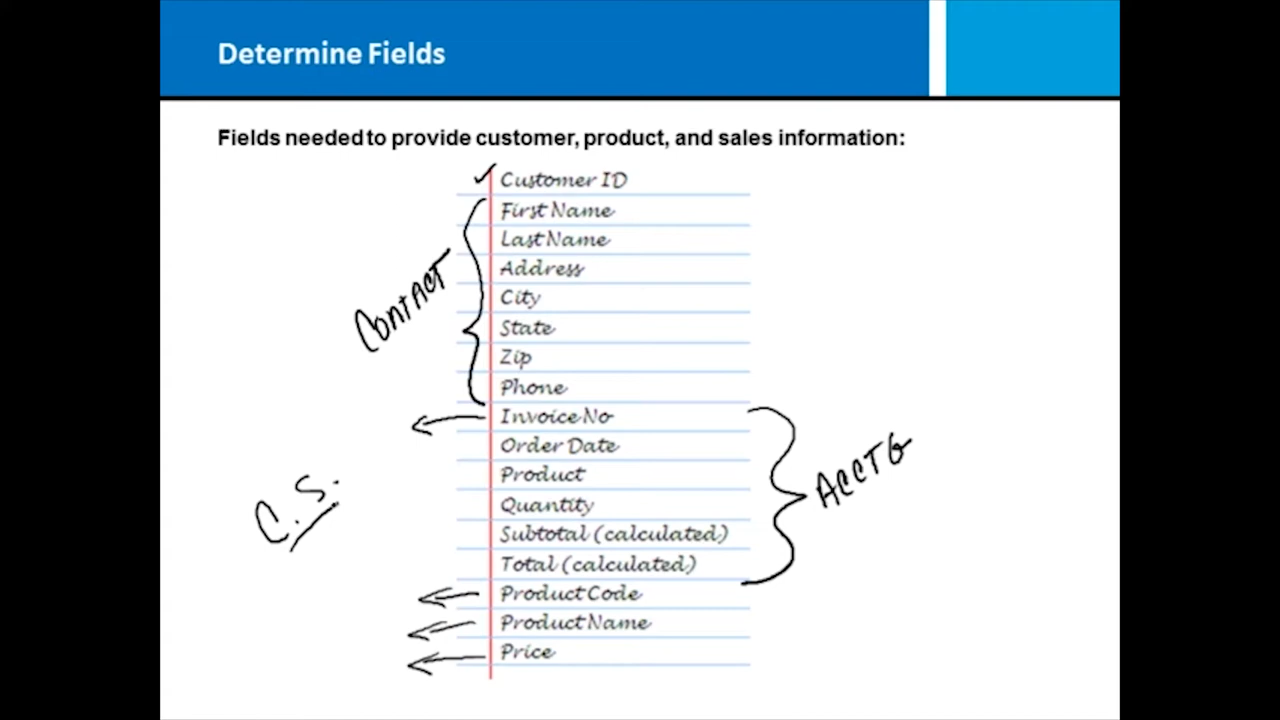 Determine Fields
Fields needed to provide customer, product, and sales information:
Customer ID
First Name
Last Name
Address
City
State
Zip
Phone
CONTACT
Invoice No
Order Date
Product
Quantity
Subtotal (calculated)
Total (calculated)
ACCTG
C.S.
Product Code
Product Name
Price